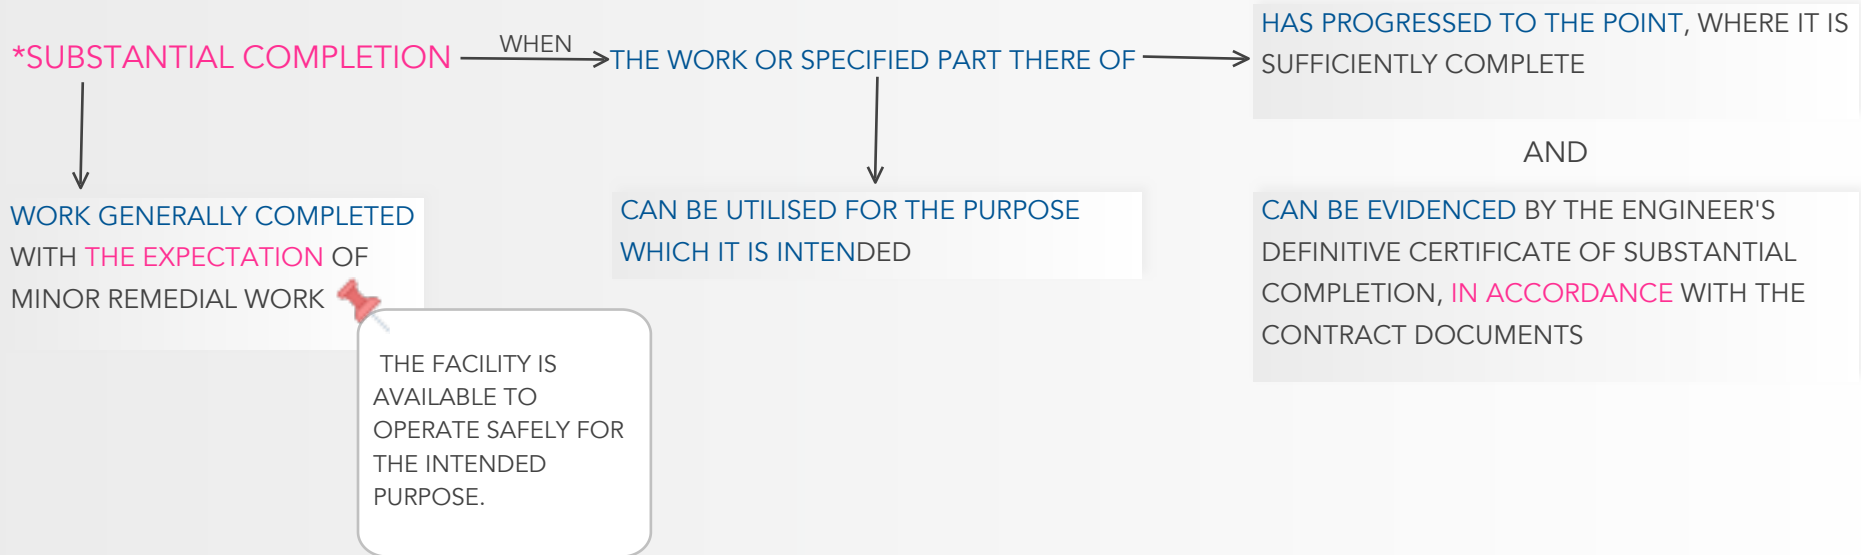 *SUBSTANTIAL COMPLETION
WHEN
THE WORK OR SPECIFIED PART THERE OF
HAS PROGRESSED TO THE POINT, WHERE IT IS
SUFFICIENTLY COMPLETE
AND
WORK GENERALLY COMPLETED
WITH THE EXPECTATION OF
MINOR REMEDIAL WORK
CAN BE UTILISED FOR THE PURPOSE
WHICH IT IS INTENDED
CAN BE EVIDENCED BY THE ENGINEER'S
DEFINITIVE CERTIFICATE OF SUBSTANTIAL
COMPLETION, IN ACCORDANCE WITH THE
CONTRACT DOCUMENTS
THE FACILITY IS
AVAILABLE TO
OPERATE SAFELY FOR
THE INTENDED
PURPOSE.